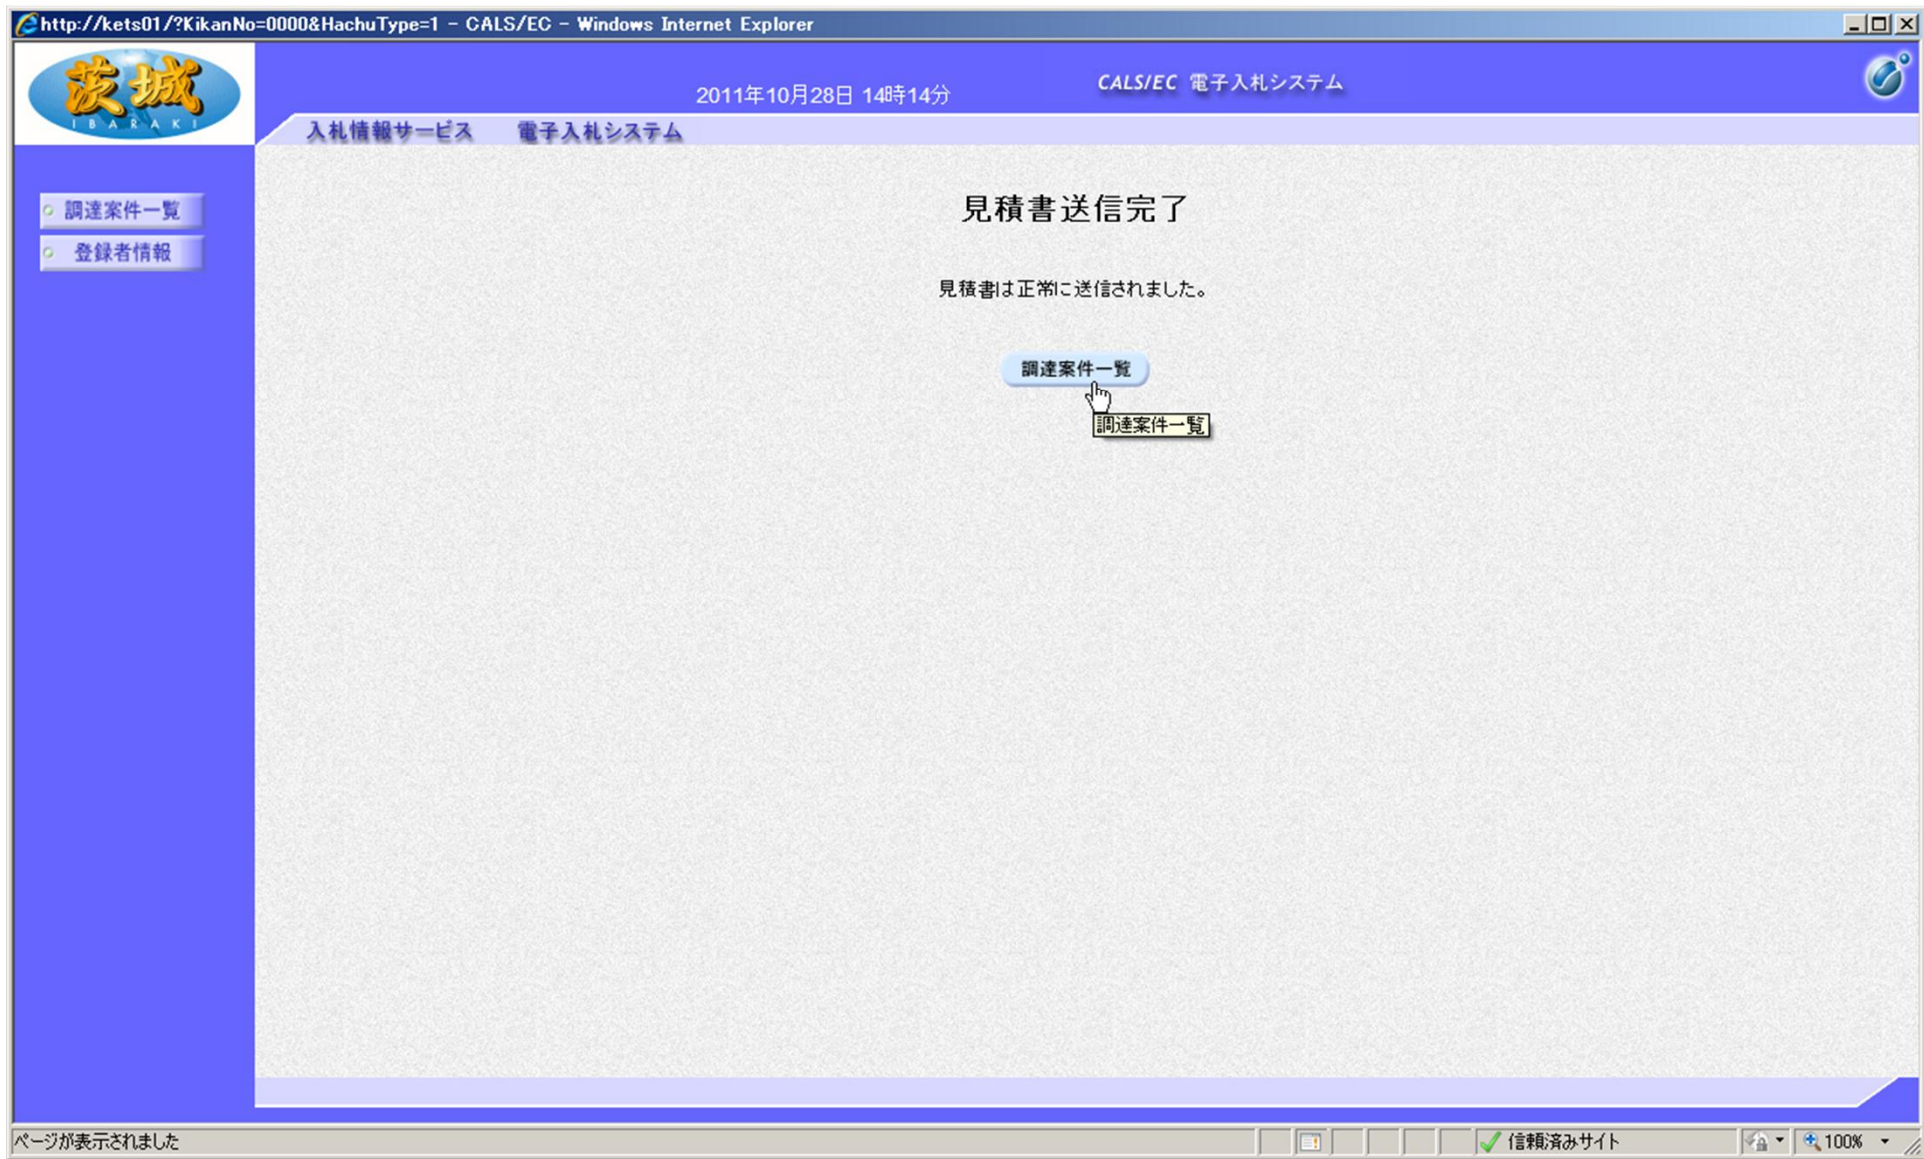 http://kets01/?KikanNo=0000&HachuType=1 - CALS/EC - Windows Internet Explorer
茨城
IBARAKI
2011年10月28日 14時14分
CALS/EC 電子入札システム
入札情報サービス 電子入札システム
調達案件一覧
登録者情報
見積書送信完了
見積書は正常に送信されました。
調達案件一覧
調達案件一覧
ページが表示されました
信頼済みサイト
100%